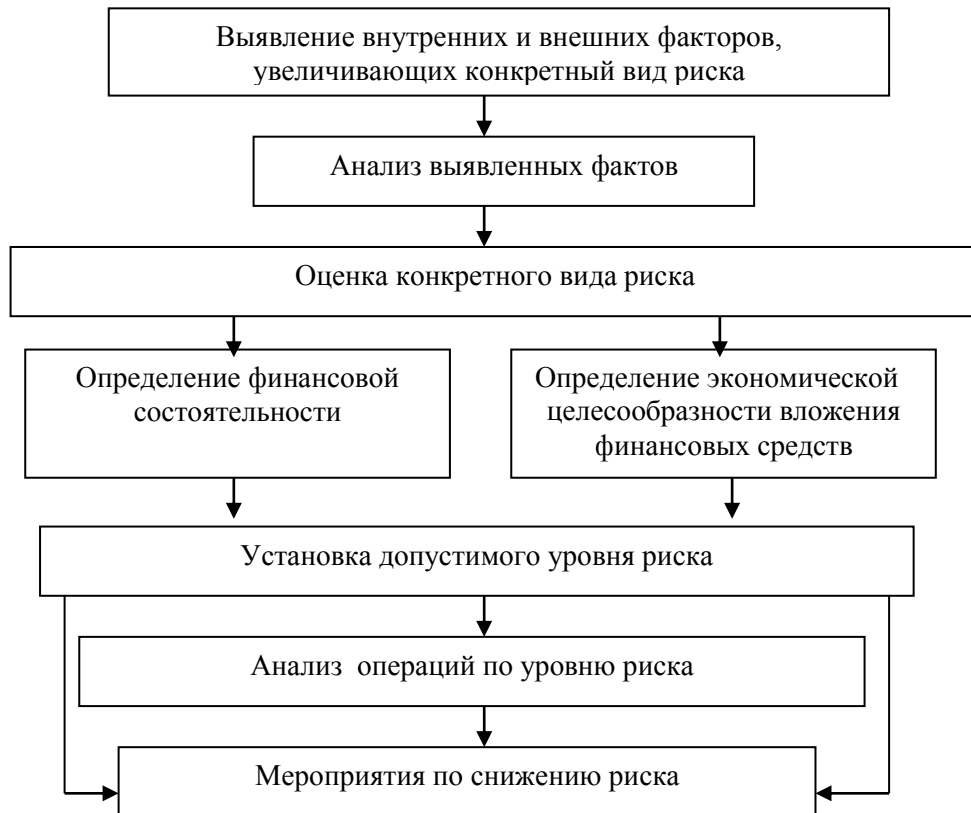 Выявление внутренних и внешних факторов,
увеличивающих конкретный вид риска
Анализ выявленных фактов
Оценка конкретного вида риска
Определение финансовой
состоятельности
Определение экономической
целесообразности вложения
финансовых средств
Установка допустимого уровня риска
Анализ операций по уровню риска
Мероприятия по снижению риска